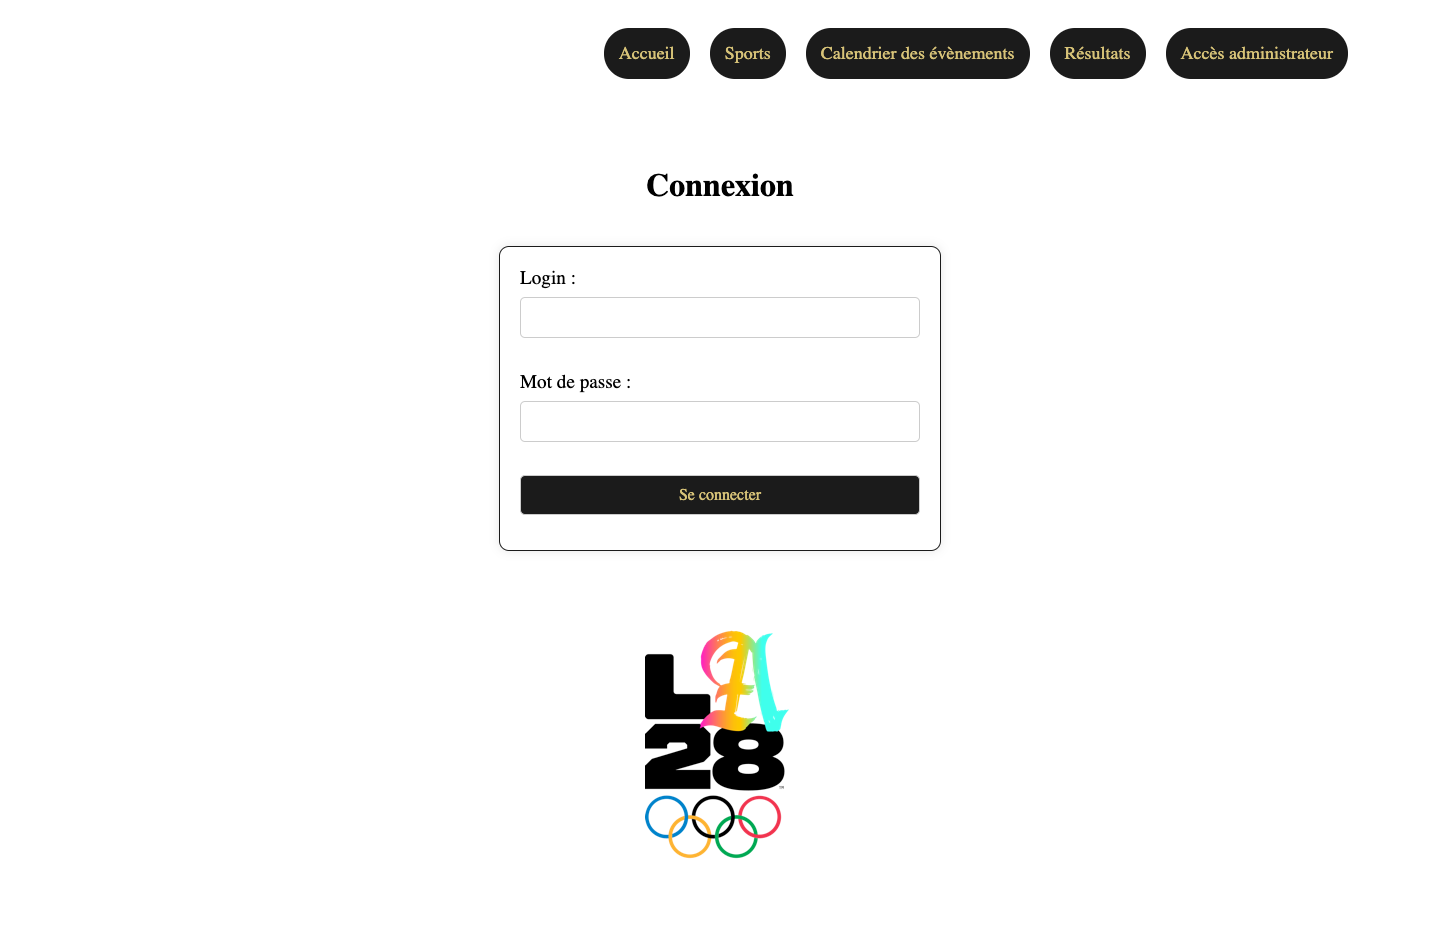 Accueil Sports Calendrier des évènements Résultats Accès administrateur
Connexion
Login :
Mot de passe :
Se connecter
LA
28